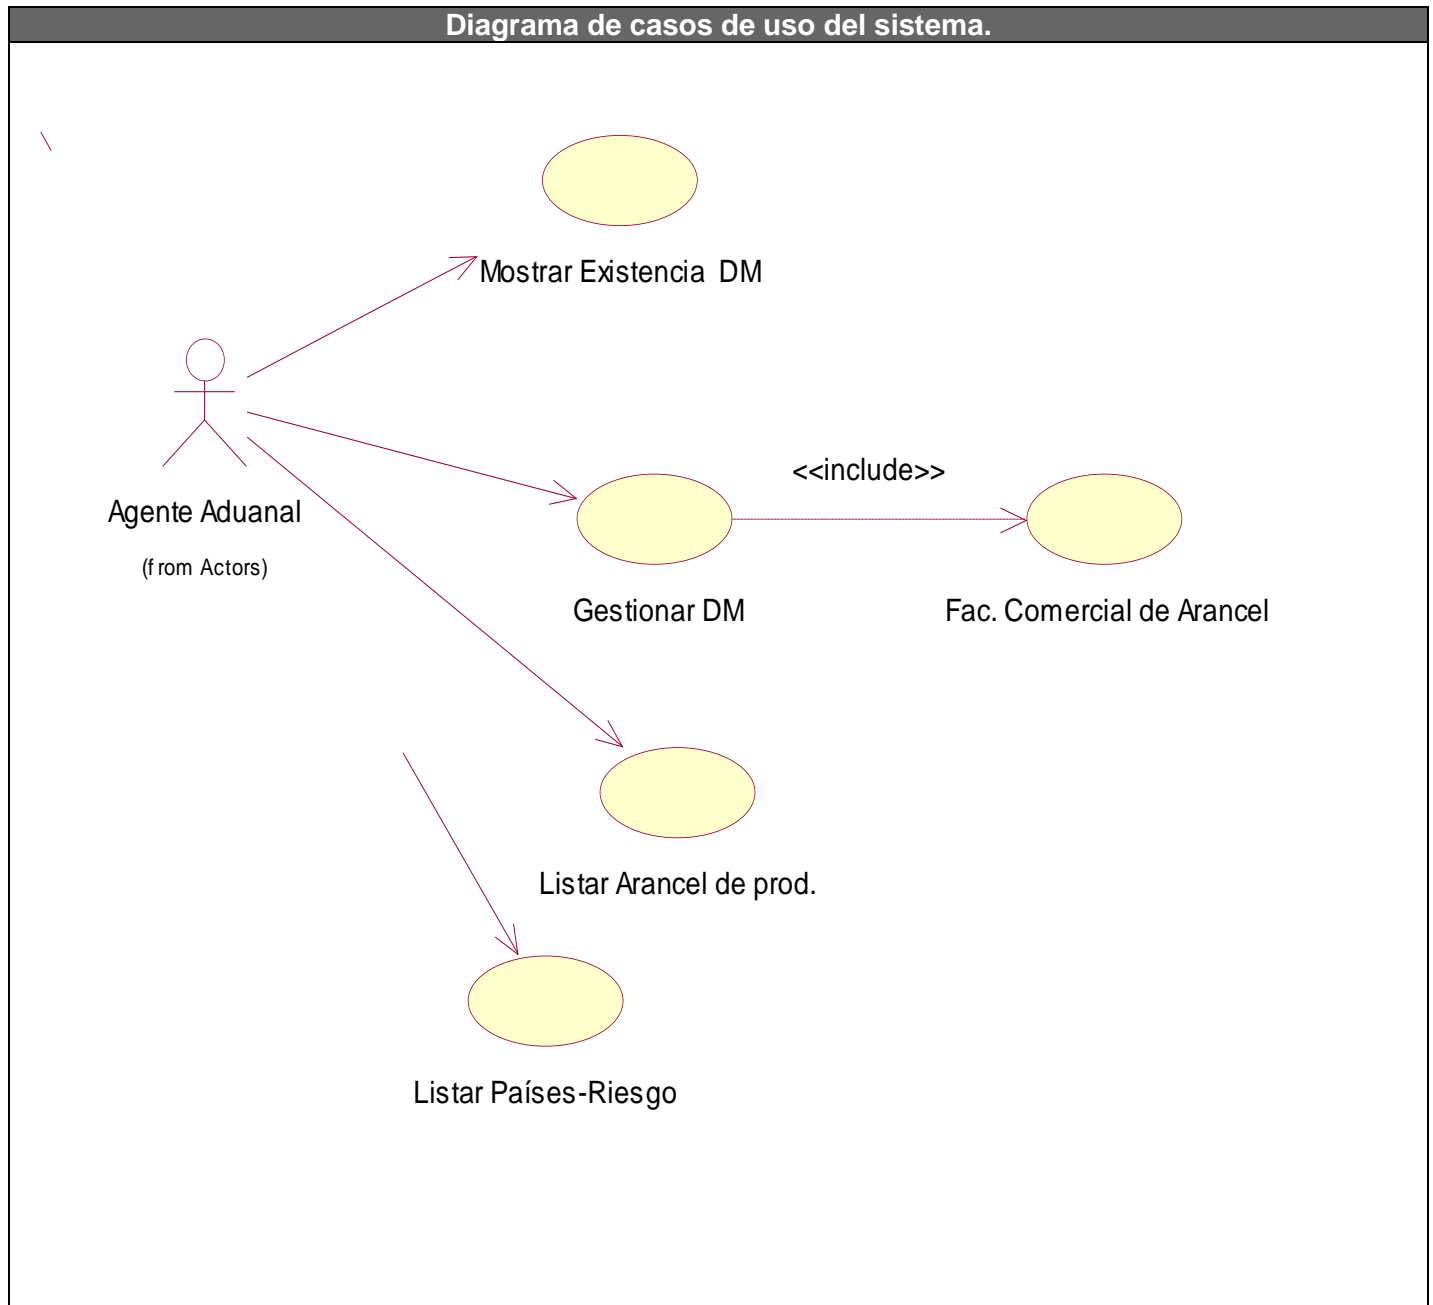 Diagrama de casos de uso del sistema.
Mostrar Existencia DM
<<include>>
Agente Aduanal
(from Actors)
Gestionar DM
Fac. Comercial de Arancel
Listar Arancel de prod.
Listar Países-Riesgo